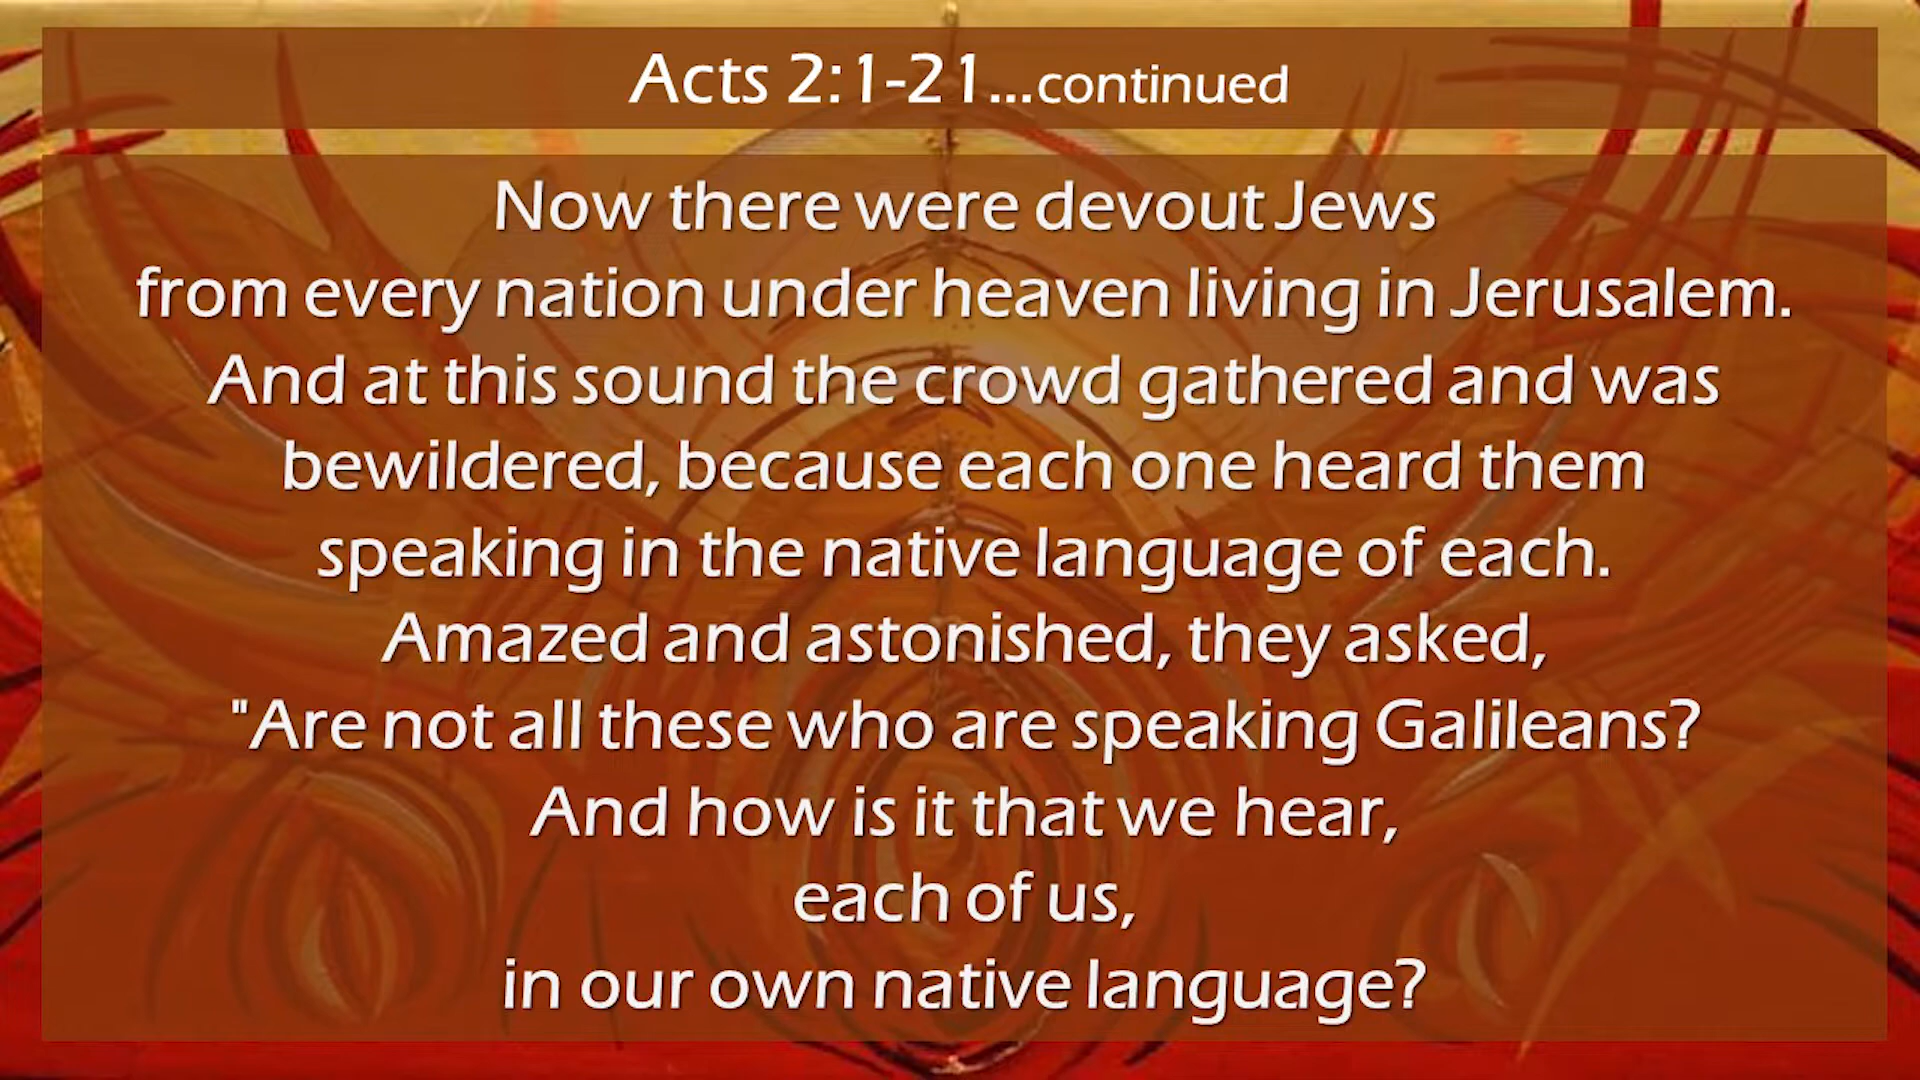 Acts 2:1-21...continued
Now there were devout Jews
from every nation under heaven living in Jerusalem.
And at this sound the crowd gathered and was
bewildered, because each one heard them
speaking in the native language of each.
Amazed and astonished, they asked,
"Are not all these who are speaking Galileans?
And how is it that we hear,
each of us,
in our own native language?